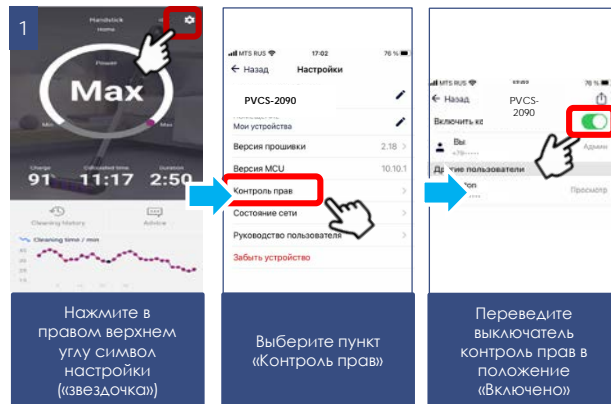 1
Handstick
Home
Power
Max
Min
Max
Charge
Calculated time
Duration
91
11:17
2:50
Cleaning History
Advice
Cleaning time / min
Нажмите в
правом верхнем
углу символ
настройки
(«звездочка»)
MTS RUS
17:02
76 %
← Назад
Настройки
PVCS-2090
Мои устройства
Версия прошивки
2.18 >
Версия MCU
10.10.1
Контроль прав
>
Состояние сети
>
Руководство пользователя
>
Забыть устройство
Выберите пункт
«Контроль прав»
MTS RUS
76 %
← Назад
PVCS-
2090
Включить
Вы
Админ
Другие пользователи
Просмотр
Переведите
выключатель
контроль прав в
положение
«Включено»